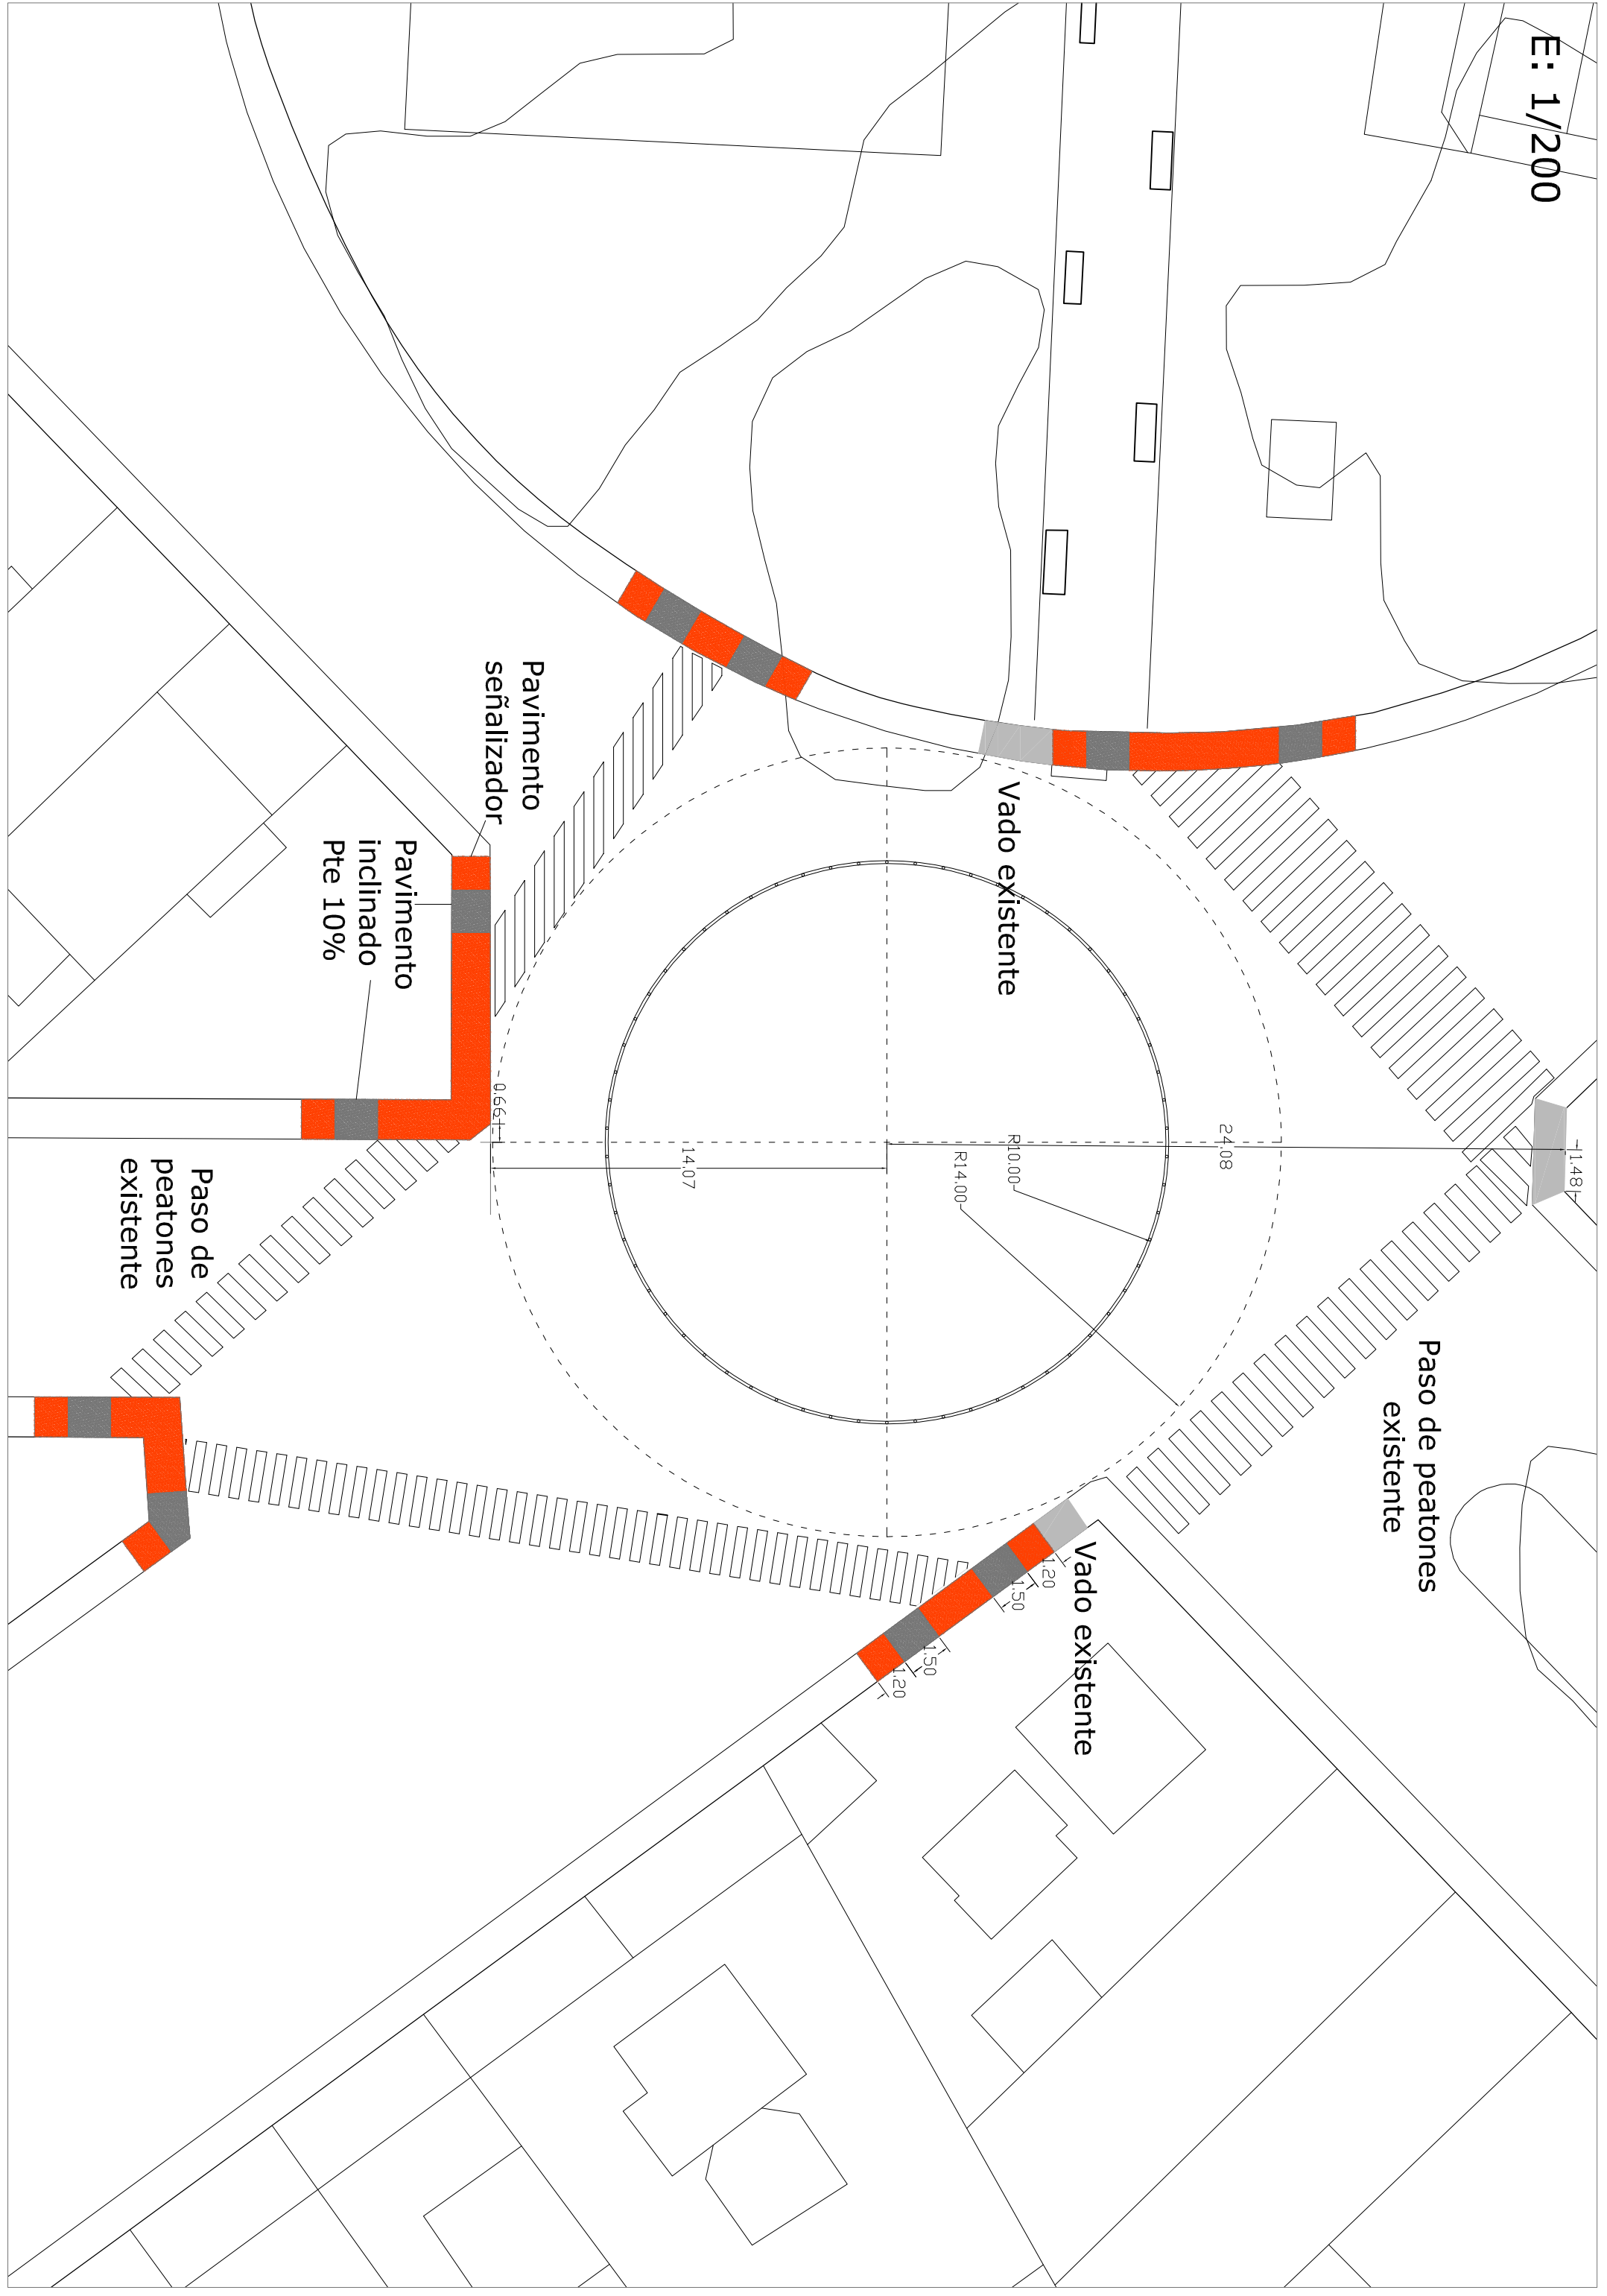 E: 1/200
Pavimento
señalizador
Pavimento
inclinado
Pte 10%
Vado existente
0.66
14.07
R14.00
R10.00
24.08
1.48
Paso de
peatones
existente
Paso de peatones
existente
Vado existente
1.20
1.50
1.50
1.20